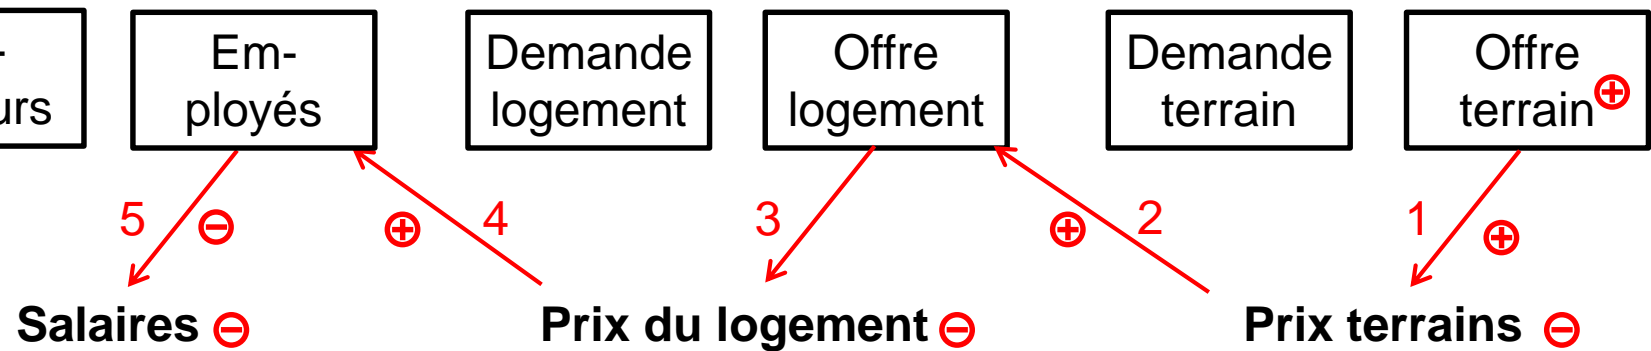 -
urs
Em-
ployés
Demande
logement
Offre
logement
Demande
terrain
Offre
terrain
5
4
3
2
1
Salaires
Prix du logement
Prix terrains